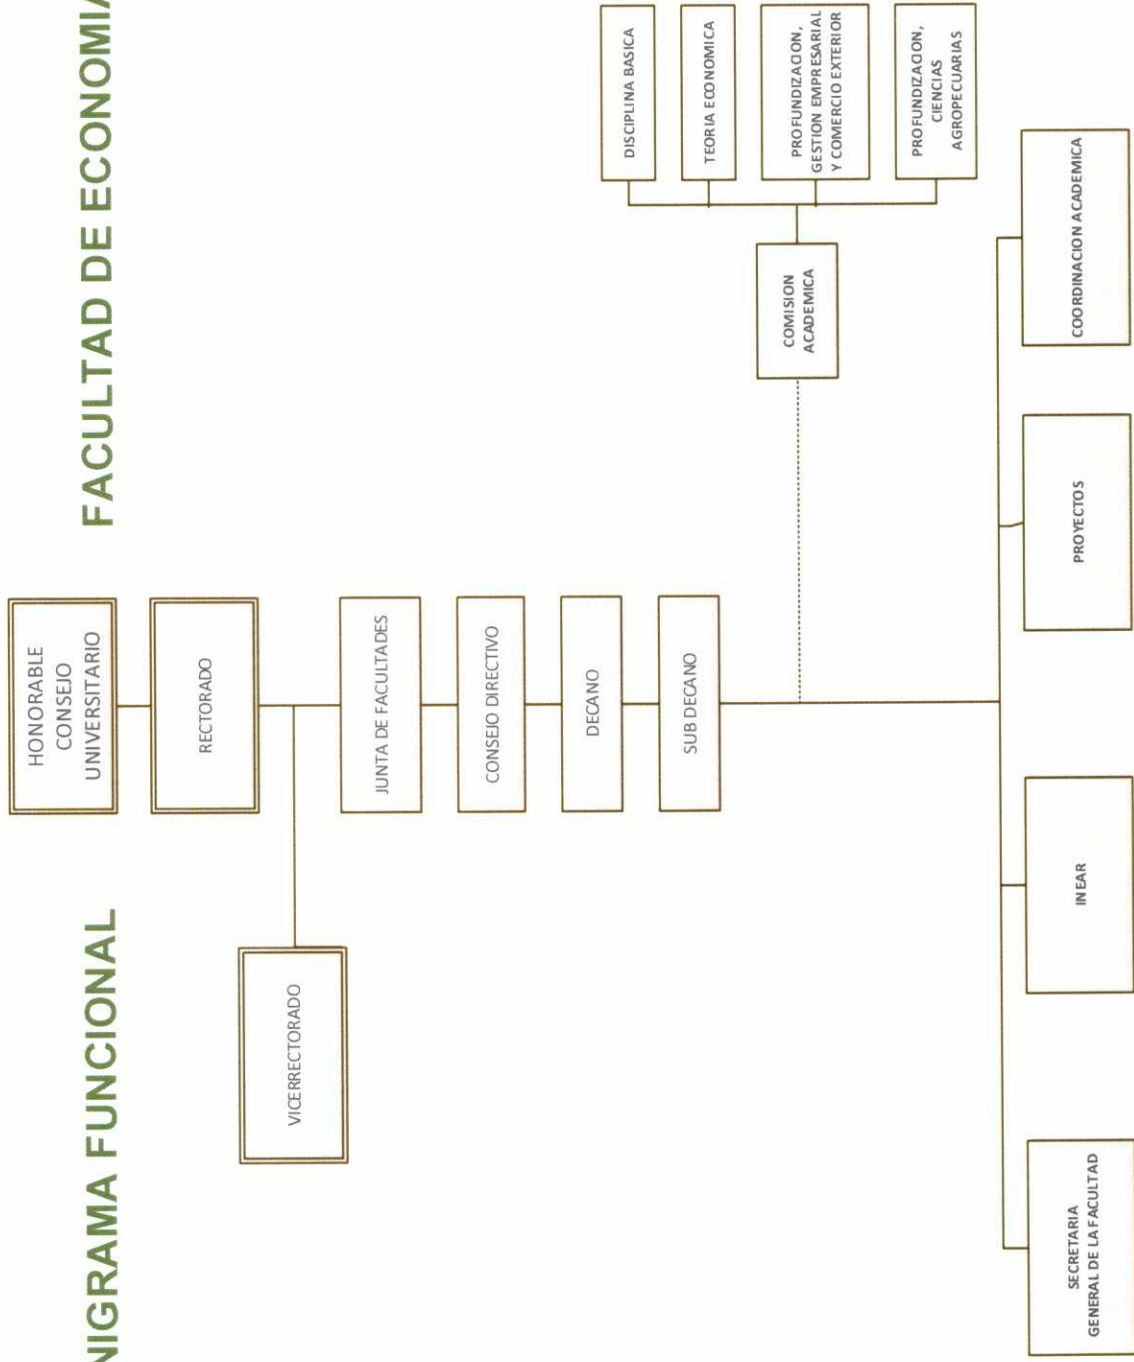 NIGRAMA FUNCIONAL
FACULTAD DE ECONOMIA
HONORABLE
CONSEJO
UNIVERSITARIO
RECTORADO
VICERRECTORADO
JUNTA DE FACULTADES
CONSEJO DIRECTIVO
DECANO
SUB DECANO
COMISION
ACADEMICA
DISCIPLINA BASICA
TEORIA ECONOMICA
PROFUNDIZACION,
GESTION EMPRESARIAL
Y COMERCIO EXTERIOR
PROFUNDIZACION,
CIENCIAS
AGROPECUARIAS
SECRETARIA
GENERAL DE LA FACULTAD
INEAR
PROYECTOS
COORDINACION ACADEMICA